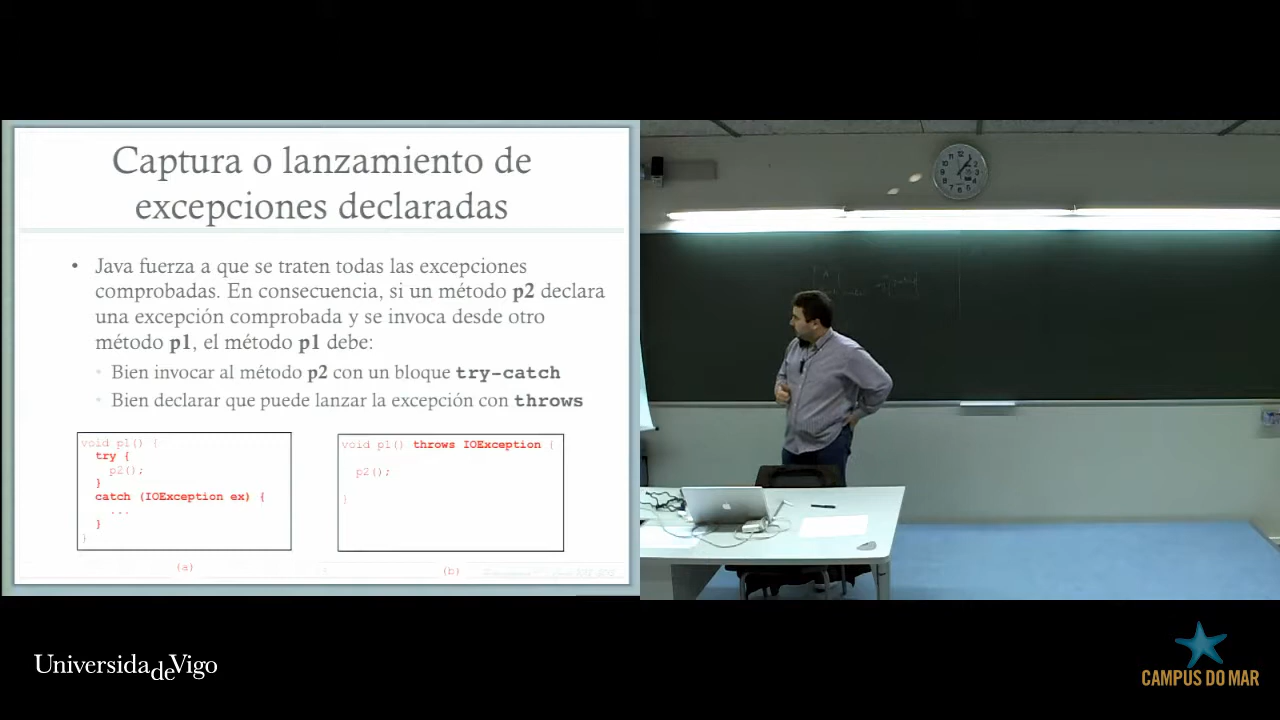 Captura o lanzamiento de
excepciones declaradas
• Java fuerza a que se traten todas las excepciones
comprobadas. En consecuencia, si un método p2 declara
una excepción comprobada y se invoca desde otro
método p1, el método p1 debe:
Bien invocar al método p2 con un bloque try-catch
Bien declarar que puede lanzar la excepción con throws
void p1() {
try {
p2();
}
catch (IOException ex) {
...
}
}
(a)
void p1() throws IOException {
p2();
}
(b)
Universidade de Vigo
CAMPUS DO MAR